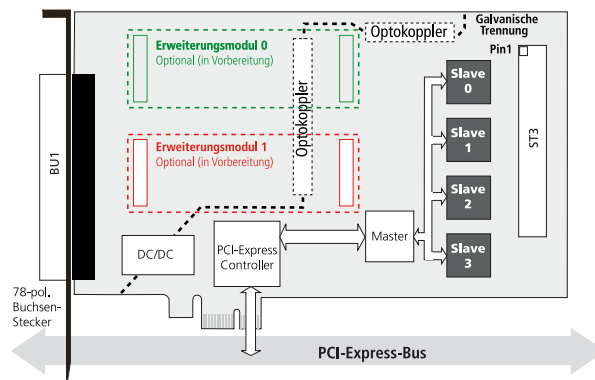 Galvanische
Trennung
Optokoppler
Erweiterungsmodul 0
Optional (in Vorbereitung)
Pin1
Slave
0
Optokoppler
BU1
Slave
1
ST3
Erweiterungsmodul 1
Optional (in Vorbereitung)
Slave
2
Master
DC/DC
PCI-Express
Controller
Slave
3
78-pol.
Buchsen-
Stecker
PCI-Express-Bus